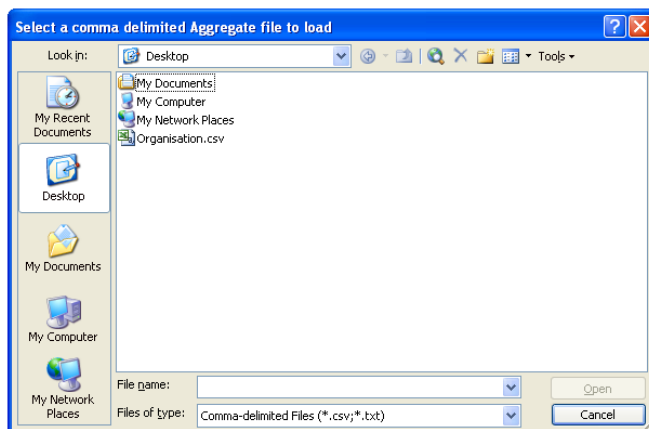 Select a comma delimited Aggregate file to load
Look in:
Desktop
Tools
My Recent
Documents
Desktop
My Documents
My Computer
My Network
Places
My Documents
My Computer
My Network Places
Organisation.csv
File name:
Open
Files of type:
Comma-delimited Files (*.csv;*.txt)
Cancel